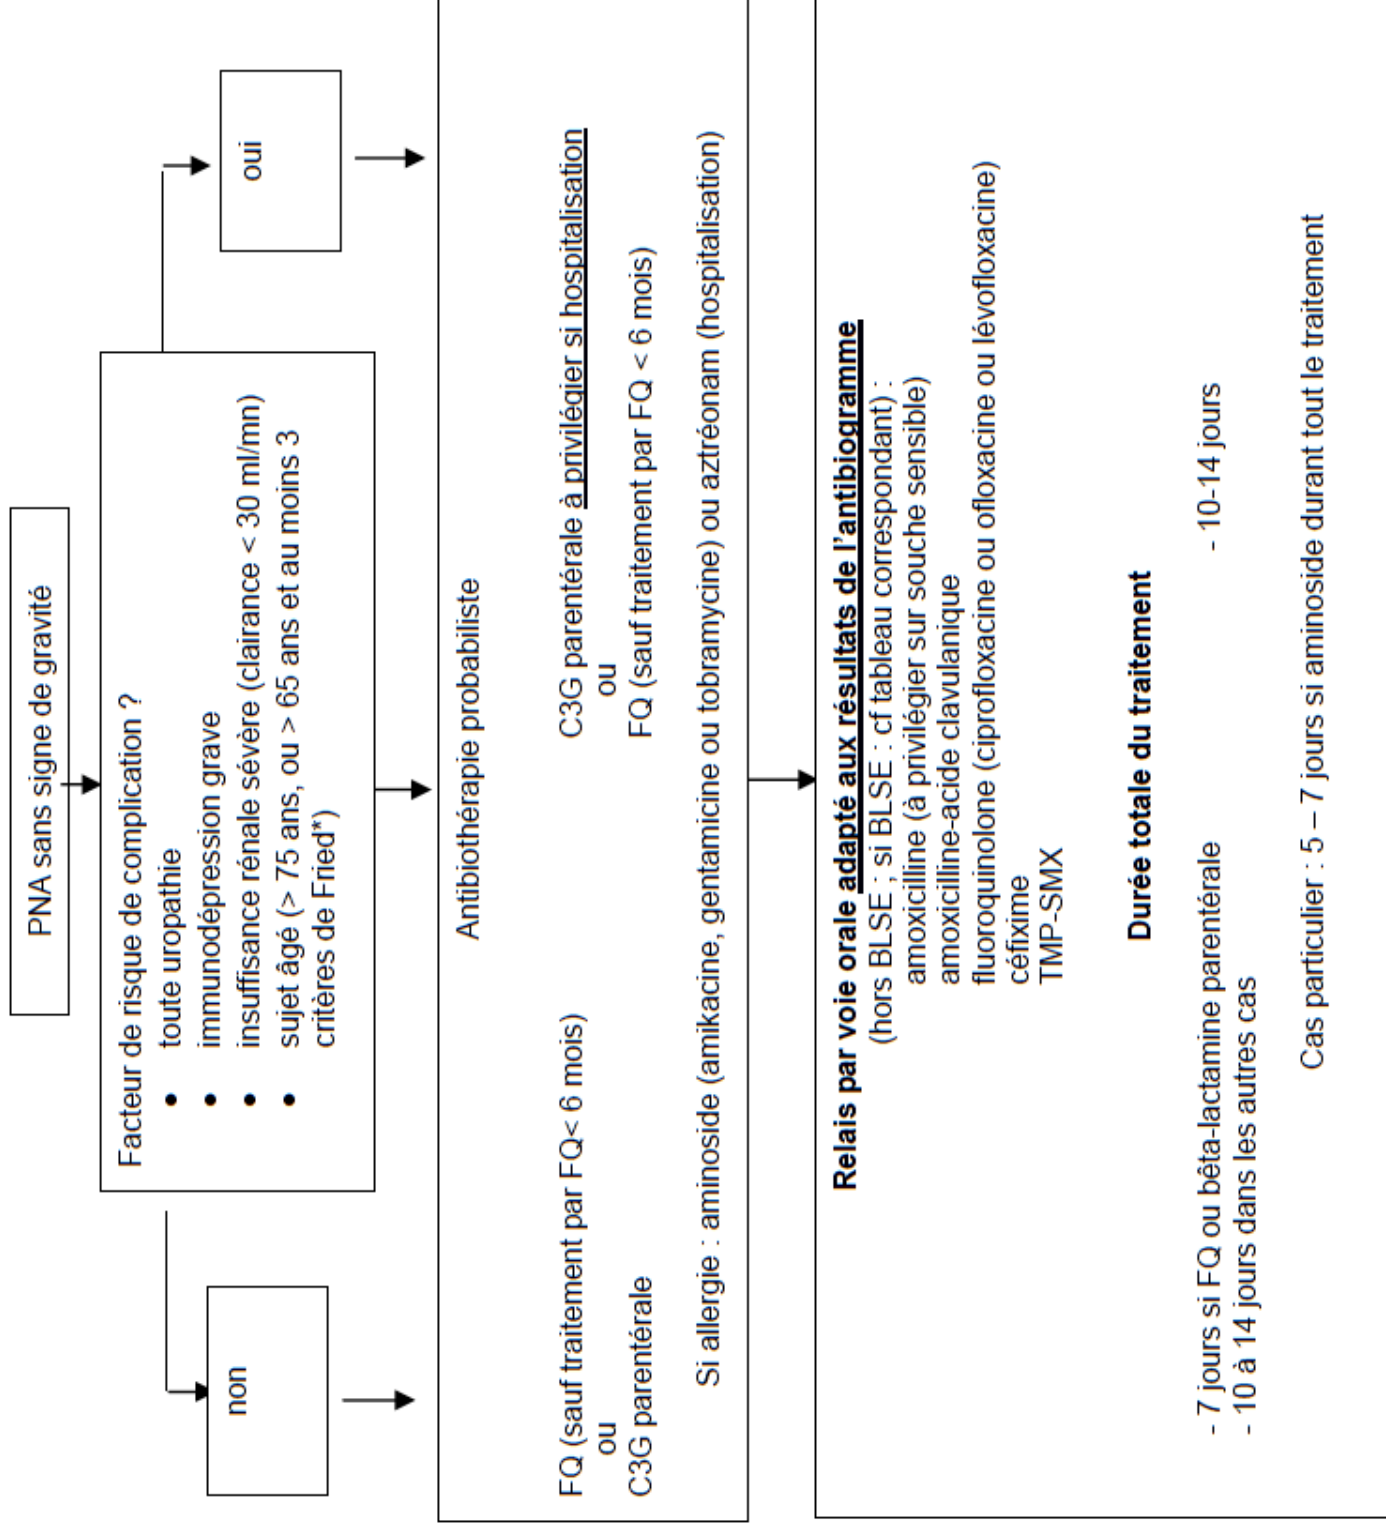 PNA sans signe de gravité
Facteur de risque de complication ?
• toute uropathie
• immunodépression grave
• insuffisance rénale sévère (clairance < 30 ml/mn)
• sujet âgé (> 75 ans, ou > 65 ans et au moins 3
critères de Fried*)
non
oui
Antibiothérapie probabiliste
FQ (sauf traitement par FQ< 6 mois)
ou
C3G parentérale
C3G parentérale à privilégier si hospitalisation
ou
FQ (sauf traitement par FQ < 6 mois)
Si allergie : aminoside (amikacine, gentamicine ou tobramycine) ou aztréonam (hospitalisation)
Relais par voie orale adapté aux résultats de l'antibiogramme
(hors BLSE ; si BLSE : cf tableau correspondant) :
amoxicilline (à privilégier sur souche sensible)
amoxicilline-acide clavulanique
fluoroquinolone (ciprofloxacine ou ofloxacine ou lévofloxacine)
céfixime
TMP-SMX
Durée totale du traitement
- 7 jours si FQ ou bêta-lactamine parentérale
- 10 à 14 jours dans les autres cas
- 10-14 jours
Cas particulier : 5 – 7 jours si aminoside durant tout le traitement